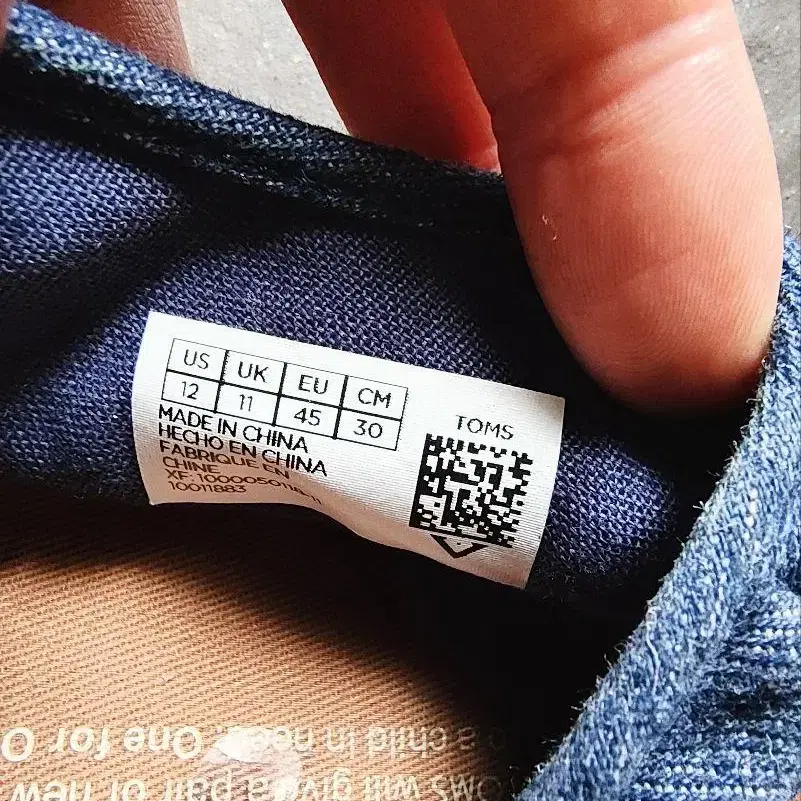 US UK EU CM
12 11 45 30
MADE IN CHINA
HECHO EN CHINA
FABRIQUE EN
CHINE
10011883
TOMS
TOMS will give a pair of new
to a child in need. One for O